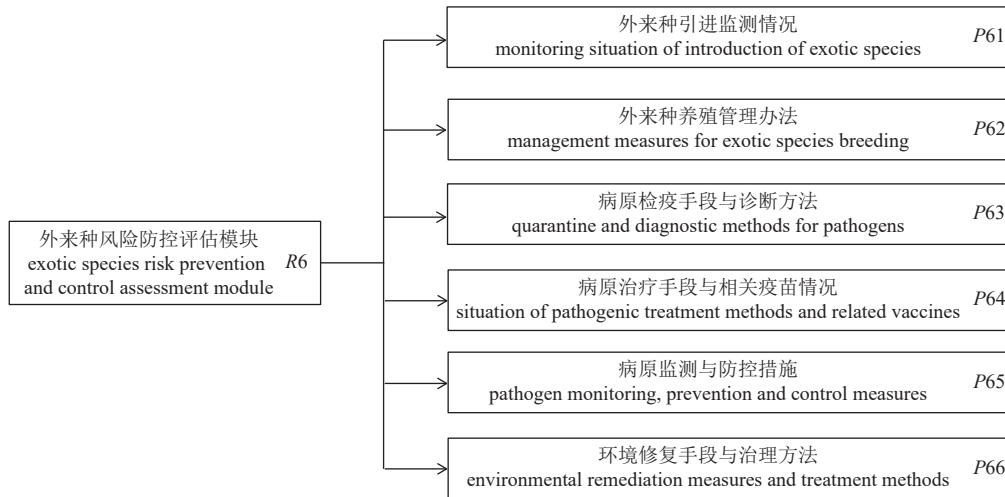 外来种风险防控评估模块
exotic species risk prevention
and control assessment module
R6
外来种引进监测情况
monitoring situation of introduction of exotic species
P61
外来种养殖管理办法
management measures for exotic species breeding
P62
病原检疫手段与诊断方法
quarantine and diagnostic methods for pathogens
P63
病原治疗手段与相关疫苗情况
situation of pathogenic treatment methods and related vaccines
P64
病原监测与防控措施
pathogen monitoring, prevention and control measures
P65
环境修复手段与治理方法
environmental remediation measures and treatment methods
P66